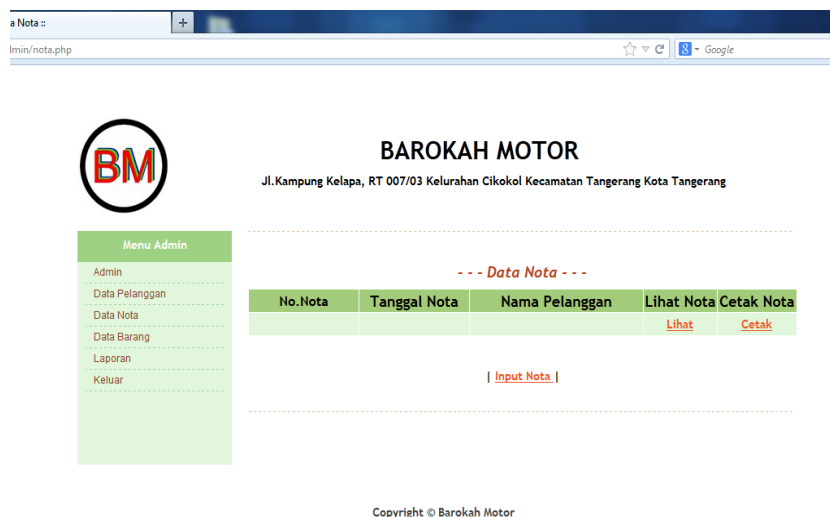 a Nota ::
+
lmin/nota.php
Google
BM
BAROKAH MOTOR
Jl.Kampung Kelapa, RT 007/03 Kelurahan Cikokol Kecamatan Tangerang Kota Tangerang
Menu Admin
Admin
Data Pelanggan
Data Nota
Data Barang
Laporan
Keluar
- - - Data Nota - - -
No.Nota Tanggal Nota Nama Pelanggan Lihat Nota Cetak Nota
Lihat Cetak
| Input Nota |
Copyright © Barokah Motor